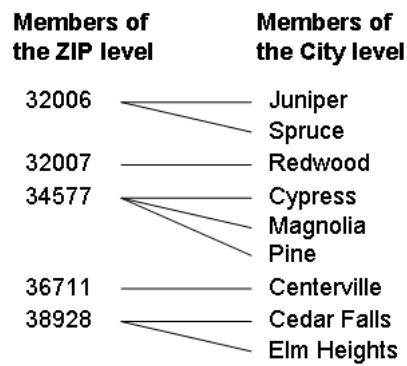 Members of the ZIP level
Members of the City level
32006
Juniper
Spruce
32007
Redwood
34577
Cypress
Magnolia
Pine
36711
Centerville
38928
Cedar Falls
Elm Heights